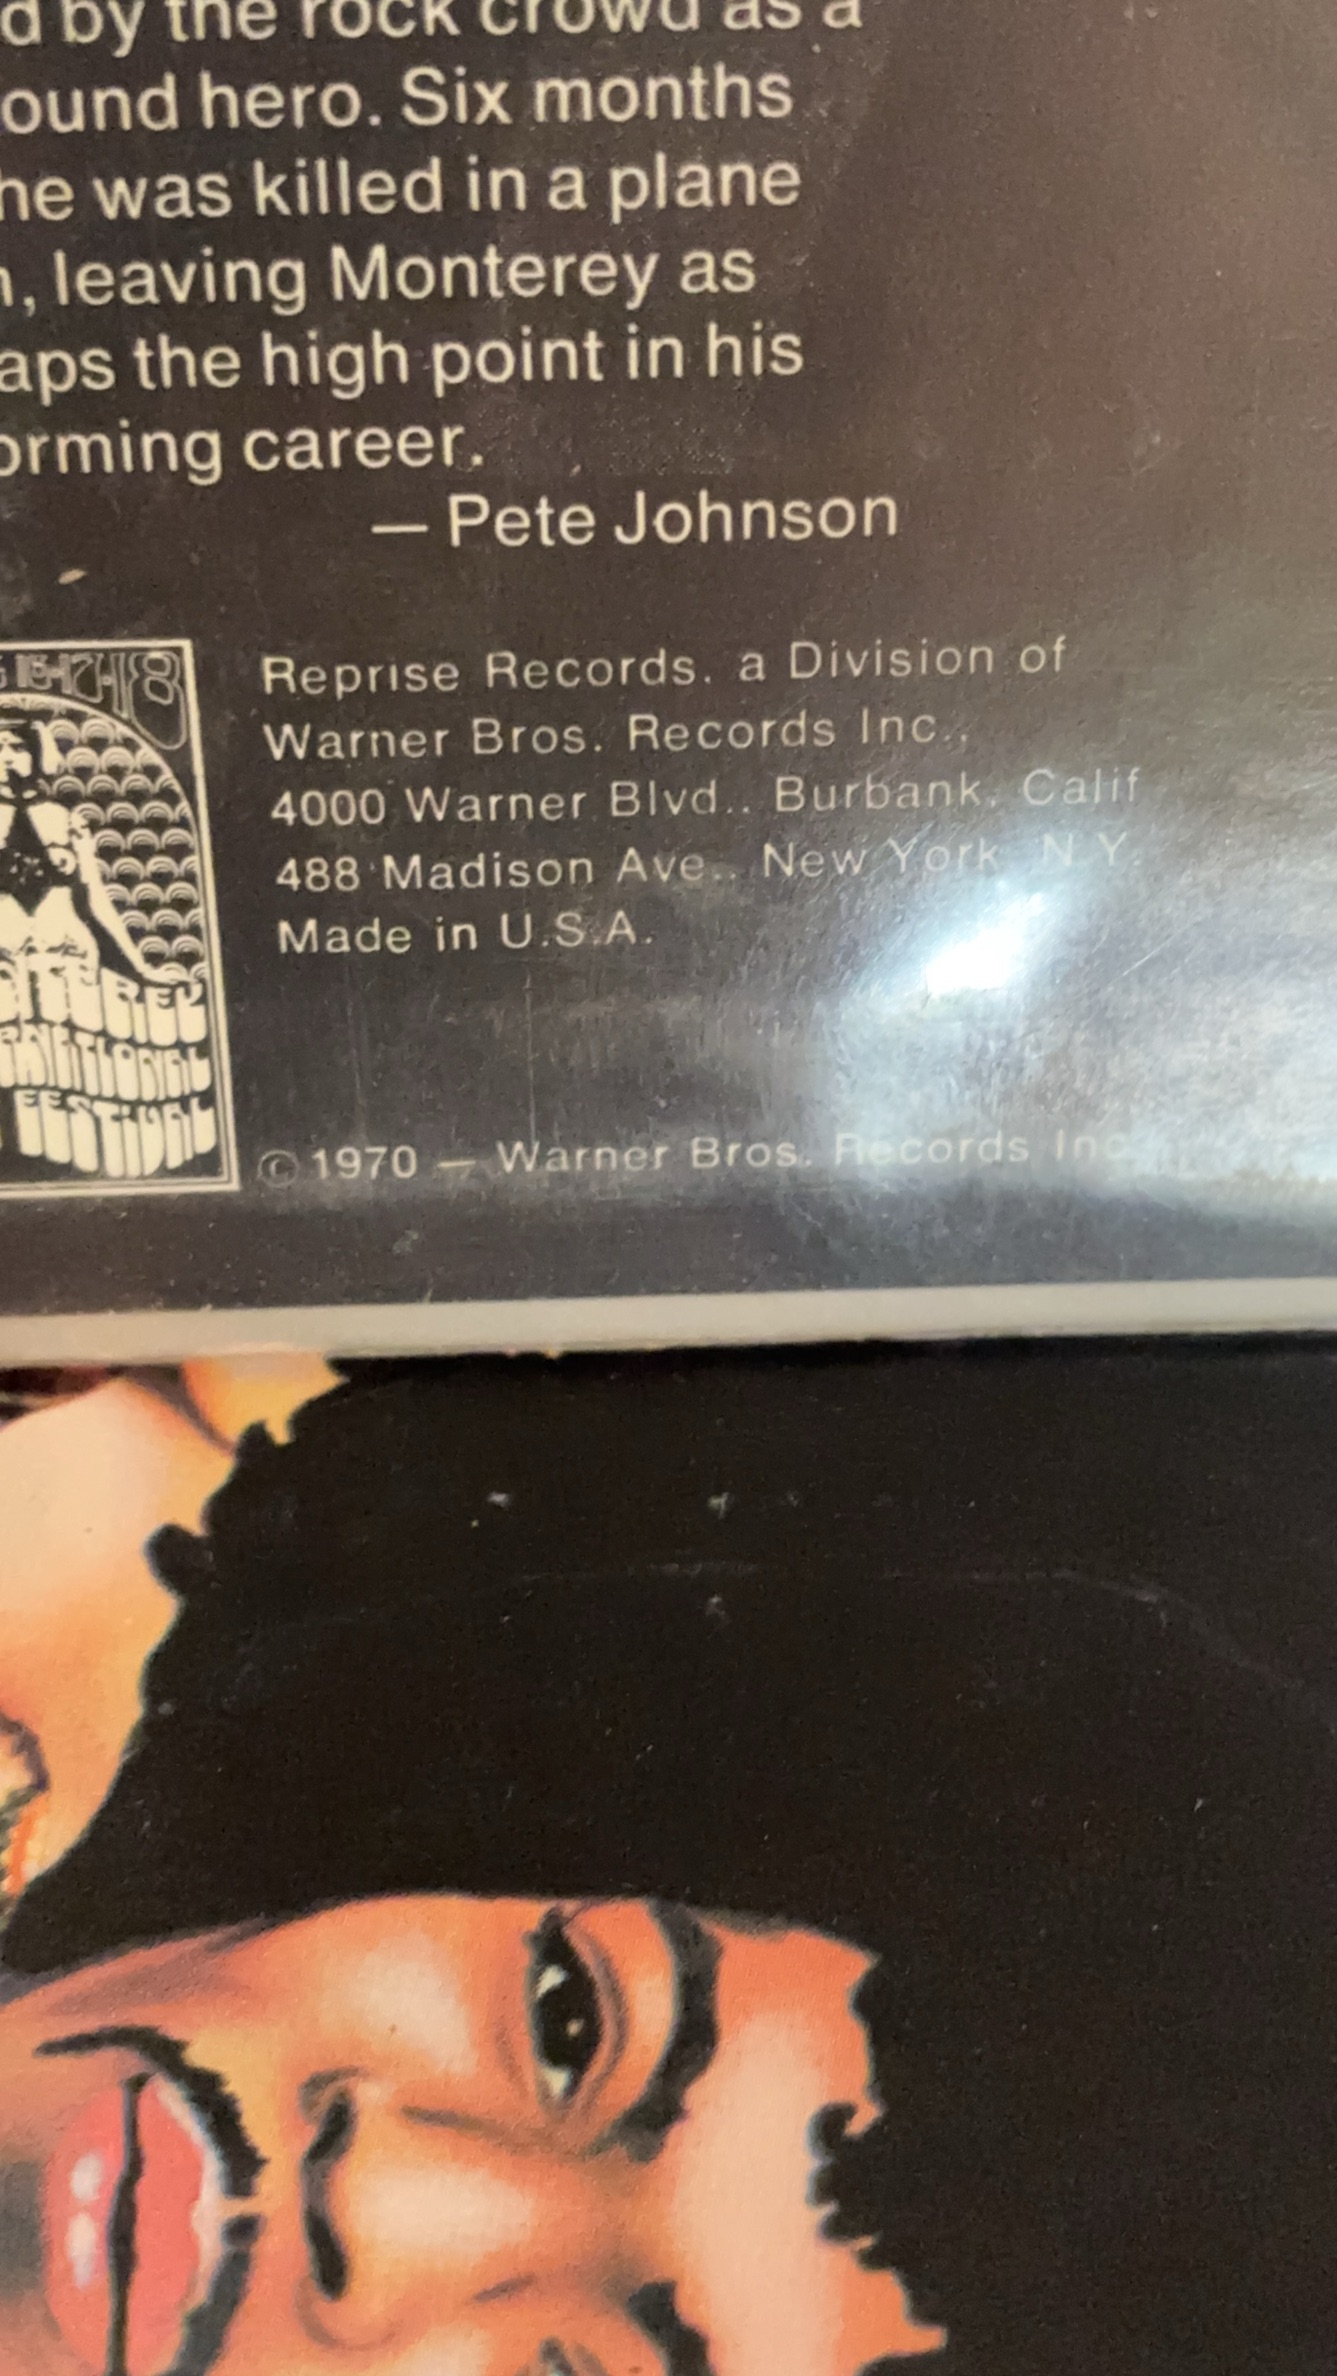 d by the rock crowd as a
ound hero. Six months
he was killed in a plane
, leaving Monterey as
aps the high point in his
orming career.
— Pete Johnson
Reprise Records, a Division of
Warner Bros. Records Inc.,
4000 Warner Blvd., Burbank, Calif
488 Madison Ave., New York N Y
Made in U.S.A.
© 1970 — Warner Bros. Records Inc